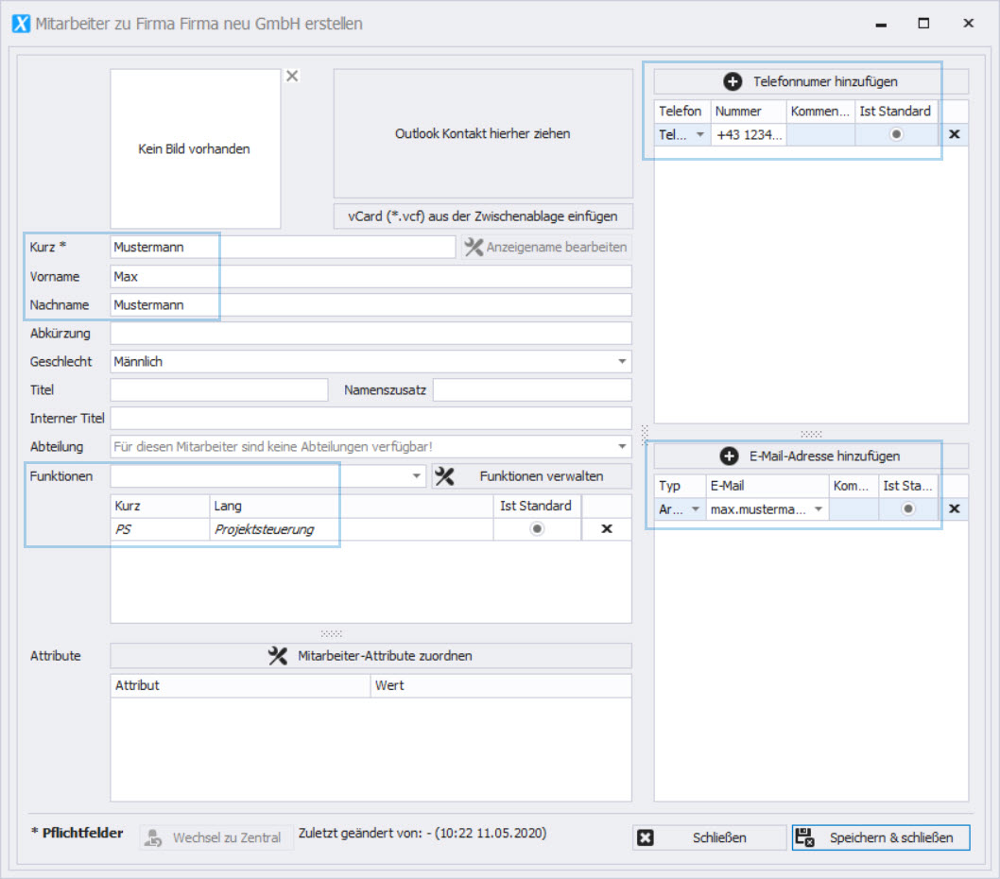 Mitarbeiter zu Firma Firma neu GmbH erstellen
Kein Bild vorhanden
Outlook Kontakt hierher ziehen
vCard (*.vcf) aus der Zwischenablage einfügen
Kurz * Mustermann Anzeigename bearbeiten
Vorname Max
Nachname Mustermann
Abkürzung
Geschlecht Männlich
Titel Namenszusatz
Interner Titel
Abteilung Für diesen Mitarbeiter sind keine Abteilungen verfügbar!
Funktionen Funktionen verwalten
Kurz Lang Ist Standard
PS Projektsteuerung
Attribute Mitarbeiter-Attribute zuordnen
Attribut Wert
Telefonnumer hinzufügen
Telefon Nummer Kommen... Ist Standard
Tel... +43 1234...
E-Mail-Adresse hinzufügen
Typ E-Mail Kom... Ist Sta...
Ar... max.musterma...
* Pflichtfelder Wechsel zu Zentral Zuletzt geändert von: - (10:22 11.05.2020) Schließen Speichern & schließen